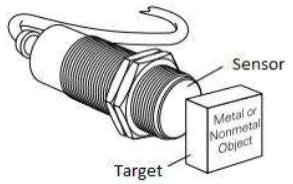 Sensor
Metal or
Nonmetal
Object
Target